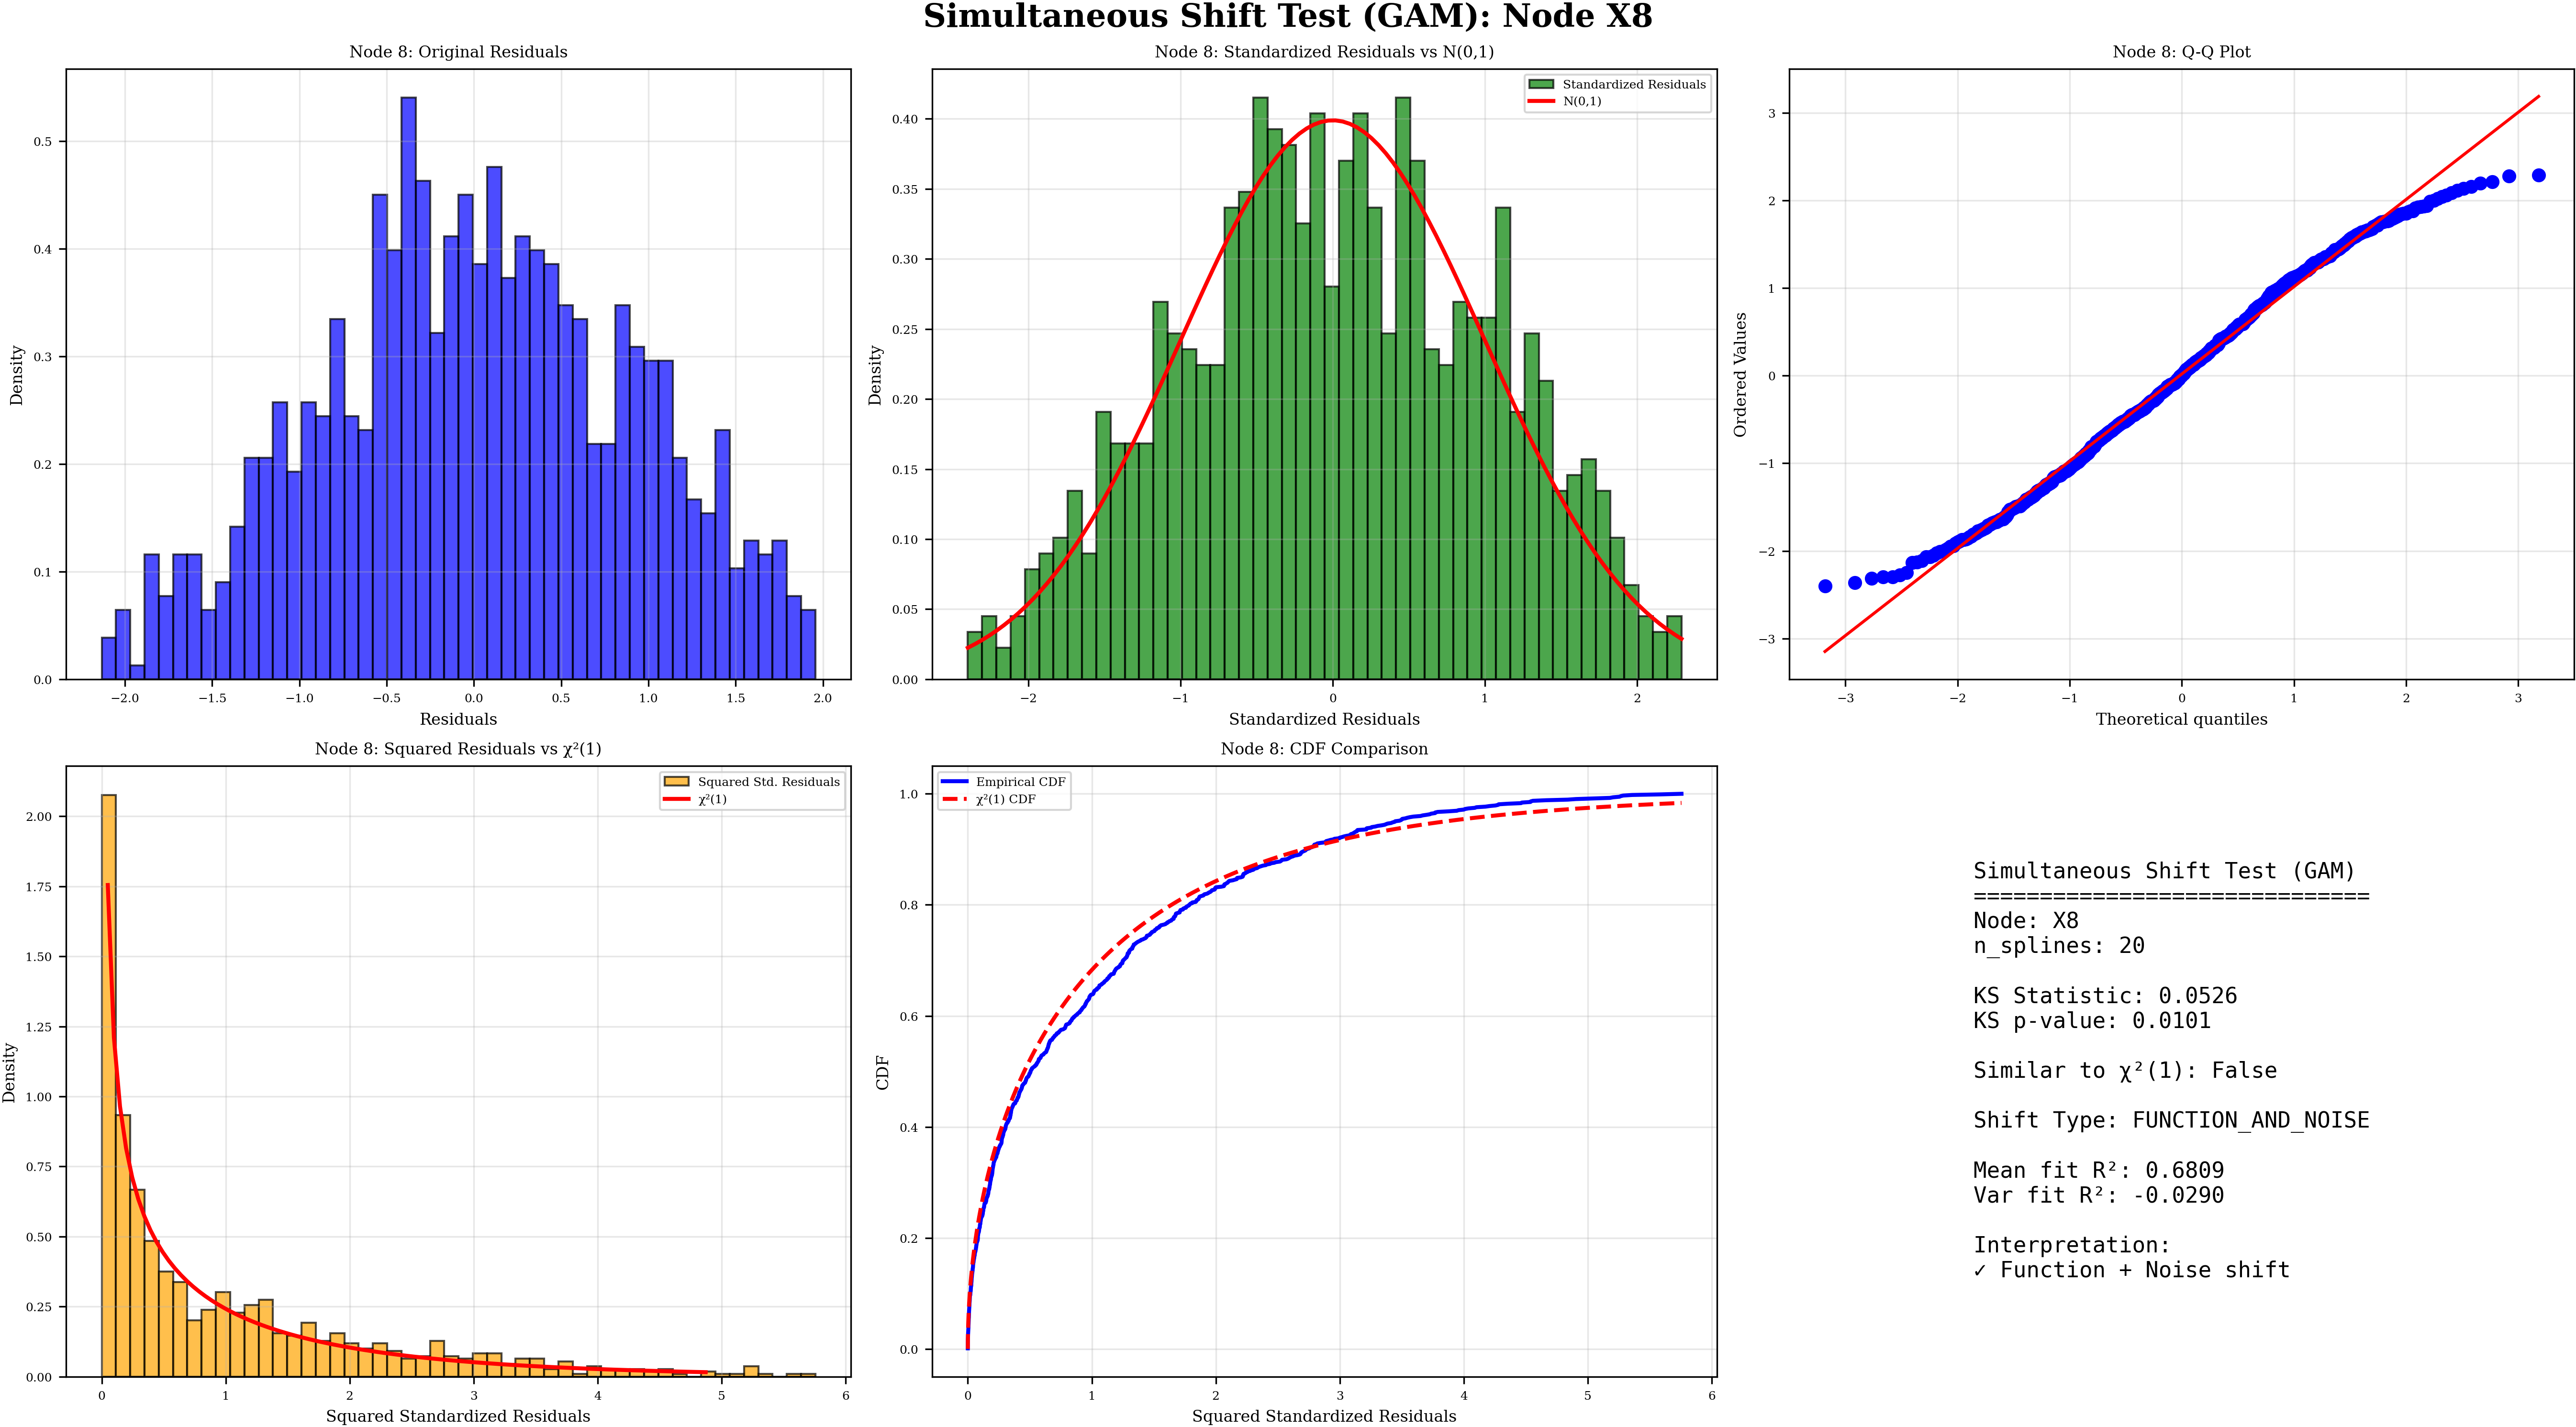 Simultaneous Shift Test (GAM): Node X8
Node 8: Original Residuals
Density
0.0
0.1
0.2
0.3
0.4
0.5
−2.0 −1.5 −1.0 −0.5 0.0 0.5 1.0 1.5 2.0
Residuals
Node 8: Standardized Residuals vs N(0,1)
Standardized Residuals
N(0,1)
Density
0.40
0.35
0.30
0.25
0.20
0.15
0.10
0.05
0.00
−2 −1 0 1 2
Standardized Residuals
Node 8: Q-Q Plot
Ordered Values
3
2
1
0
−1
−2
−3
−3 −2 −1 0 1 2 3
Theoretical quantiles
Node 8: Squared Residuals vs χ²(1)
Squared Std. Residuals
χ²(1)
Density
2.00
1.75
1.50
1.25
1.00
0.75
0.50
0.25
0.00
0 1 2 3 4 5 6
Squared Standardized Residuals
Node 8: CDF Comparison
Empirical CDF
χ²(1) CDF
CDF
1.0
0.8
0.6
0.4
0.2
0.0
0 1 2 3 4 5 6
Squared Standardized Residuals
Simultaneous Shift Test (GAM)
==============================
Node: X8
n_splines: 20
KS Statistic: 0.0526
KS p-value: 0.0101
Similar to χ²(1): False
Shift Type: FUNCTION_AND_NOISE
Mean fit R²: 0.6809
Var fit R²: -0.0290
Interpretation:
✓ Function + Noise shift